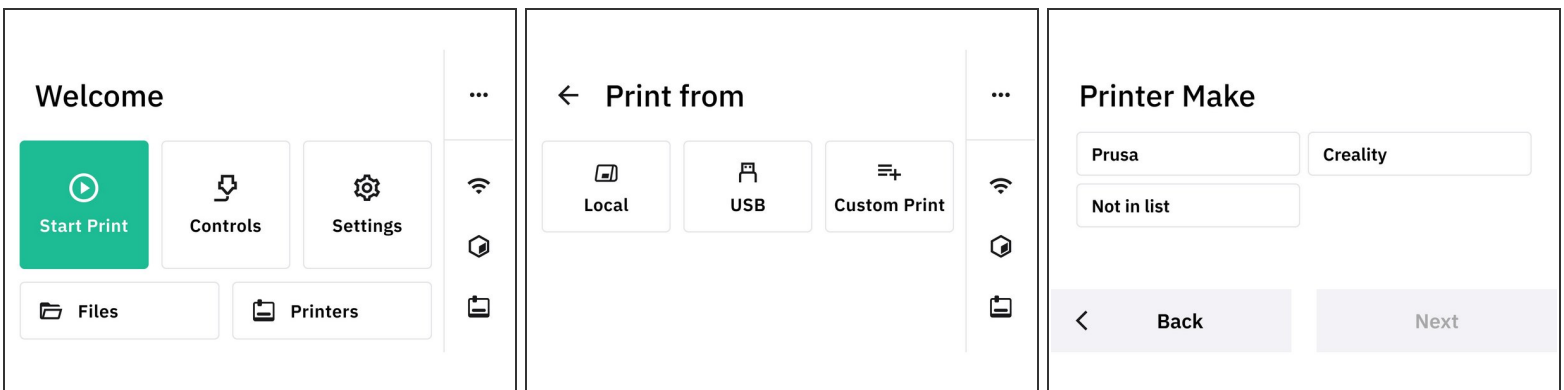 Welcome
Start Print
Controls
Settings
Files
Printers
Print from
Local
USB
Custom Print
Printer Make
Prusa
Creality
Not in list
Back
Next